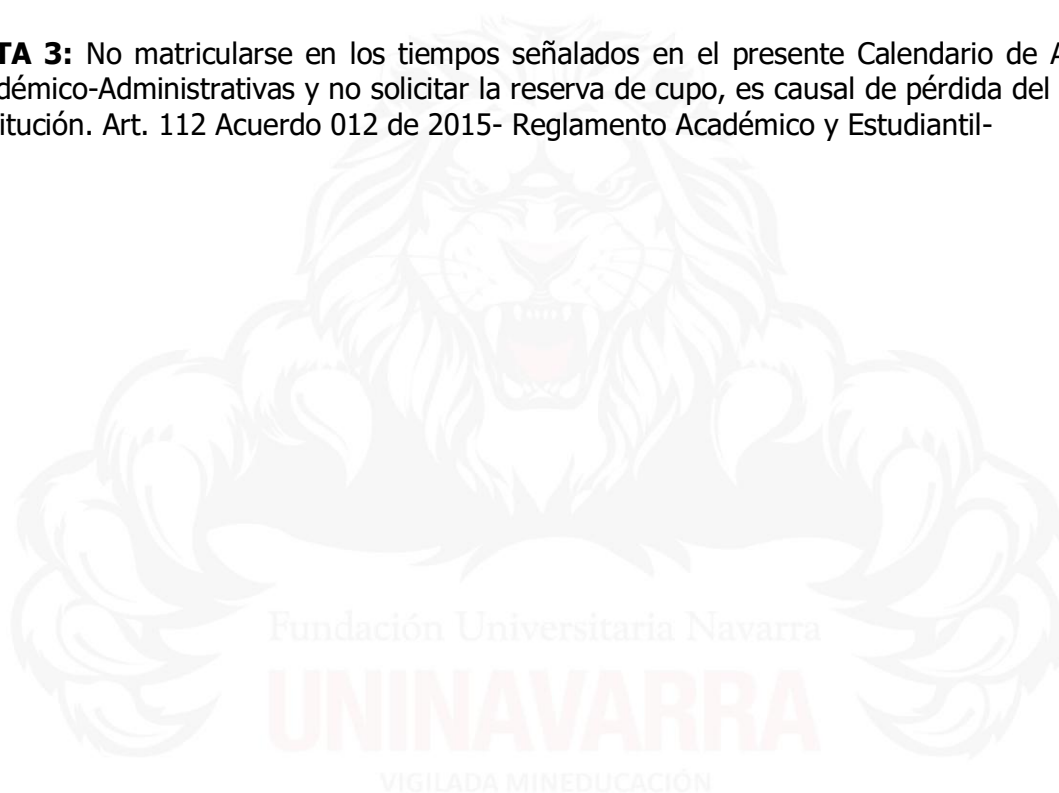 TA 3: No matricularse en los tiempos señalados en el presente Calendario de A
démico-Administrativas y no solicitar la reserva de cupo, es causal de pérdida del
itución. Art. 112 Acuerdo 012 de 2015- Reglamento Académico y Estudiantil-
Fundación Universitaria Navarra
UNINAVARRA
VIGILADA MINEDUCACIÓN